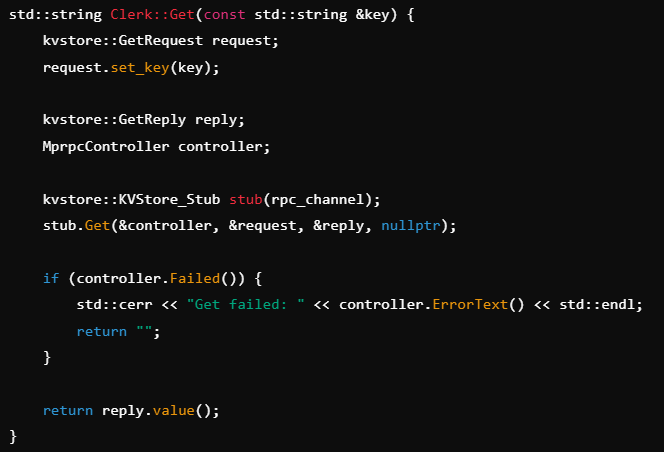 std::string Clerk::Get(const std::string &key) {
    kvstore::GetRequest request;
    request.set_key(key);

    kvstore::GetReply reply;
    MprpcController controller;

    kvstore::KVStore_Stub stub(rpc_channel);
    stub.Get(&controller, &request, &reply, nullptr);

    if (controller.Failed()) {
        std::cerr << "Get failed: " << controller.ErrorText() << std::endl;
        return "";
    }

    return reply.value();
}